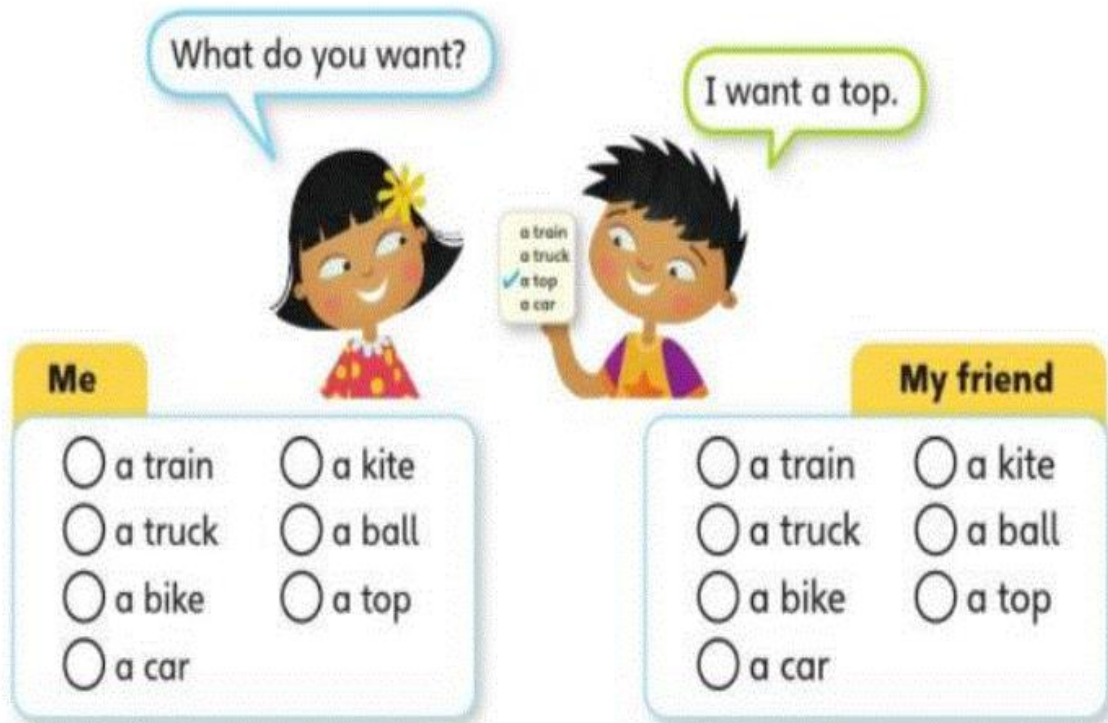 What do you want?
I want a top.
a train
a truck
✓a top
a car
Me
a train
a kite
a truck
a ball
a bike
a top
a car
My friend
a train
a kite
a truck
a ball
a bike
a top
a car